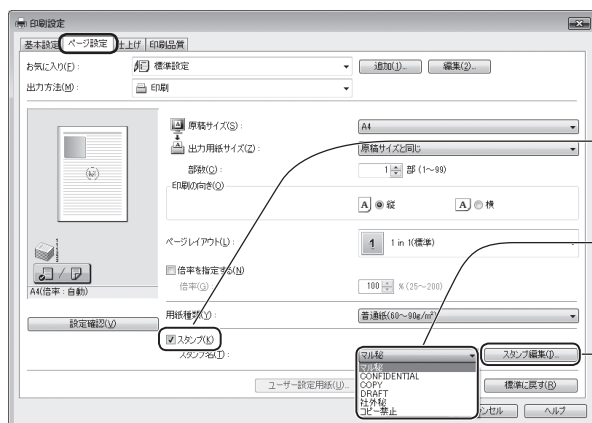 印刷設定
基本設定 ページ設定 仕上げ 印刷品質
お気に入り(F): 標準設定 追加(1)... 編集(2)...
出力方法(M): 印刷
原稿サイズ(S): A4
出力用紙サイズ(Z): 原稿サイズと同じ
部数(C): 1 部 (1～99)
印刷の向き(O)
A 縦 A 横
ページレイアウト(L): 1 1 in 1(標準)
倍率を指定する(N)
倍率(G): 100 % (25～200)
A4(倍率:自動)
設定確認(V)
用紙種類(Y): 普通紙(60～90g/m²)
スタンプ(K)
スタンプ名(T): マル秘 スタンプ編集(I)...
マル秘
CONFIDENTIAL
COPY
DRAFT
社外秘
コピー禁止
ユーザー設定用紙(U)... 標準に戻す(R)
ヘルプ